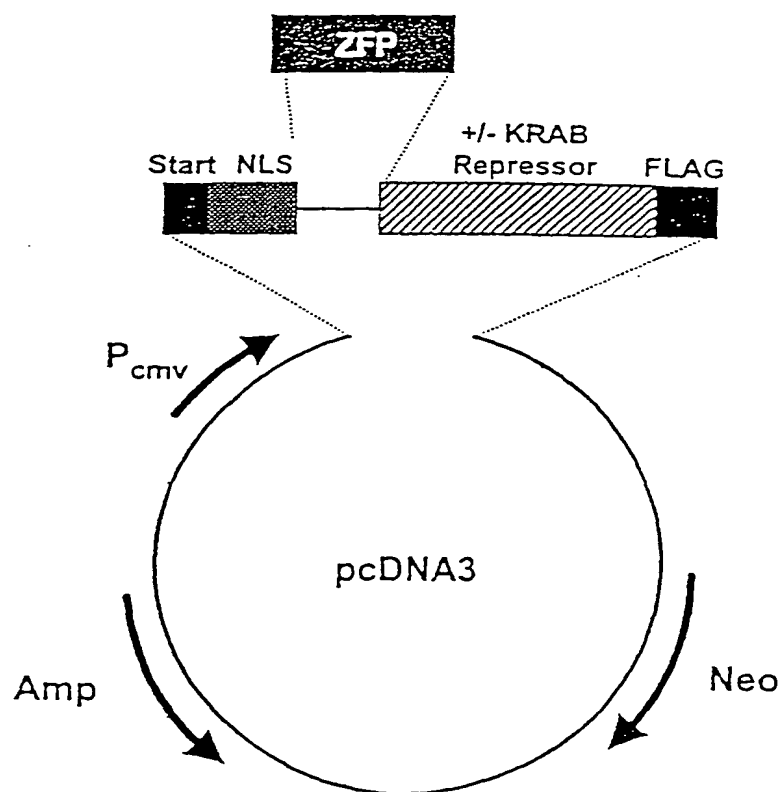 ZFP
+/- KRAB
Start NLS Repressor FLAG
Pcmv
pcDNA3
Amp
Neo